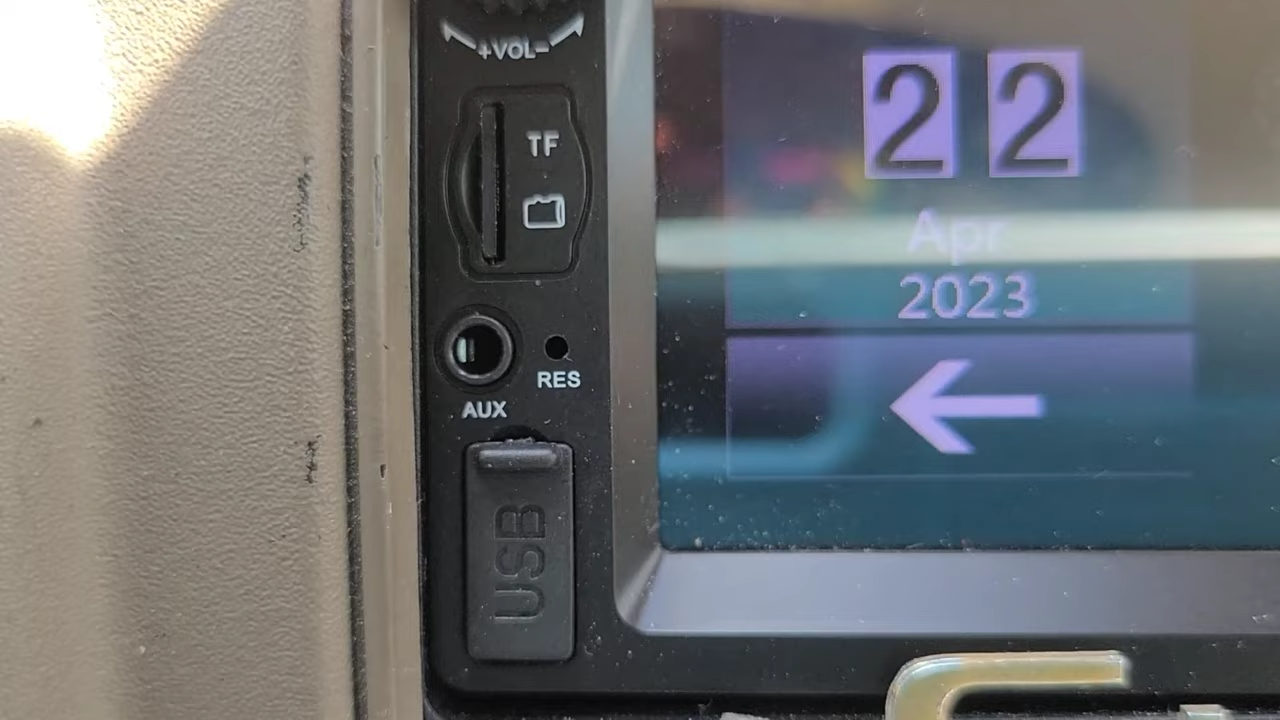 +VOL-
TF
AUX
RES
USB
22
Apr
2023